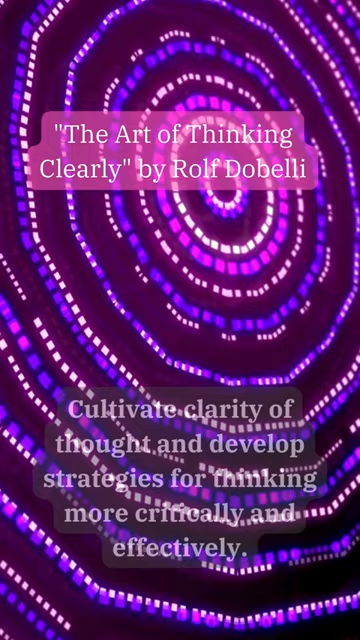 "The Art of Thinking
Clearly" by Rolf Dobelli
Cultivate clarity of
thought and develop
strategies for thinking
more critically and
effectively.